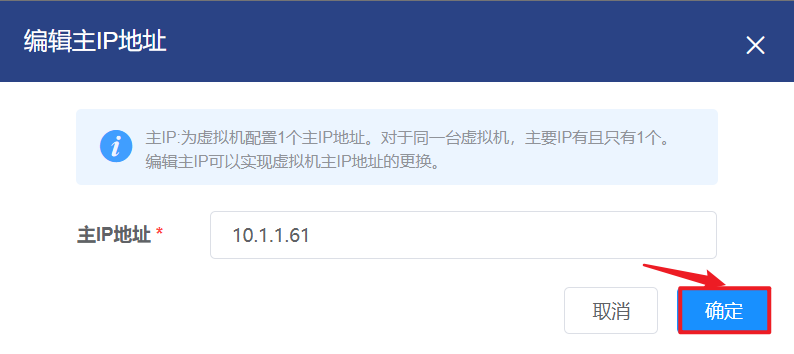 编辑主IP地址
主IP:为虚拟机配置1个主IP地址。对于同一台虚拟机，主要IP有且只有1个。
编辑主IP可以实现虚拟机主IP地址的更换。
主IP地址 * 10.1.1.61
取消 确定